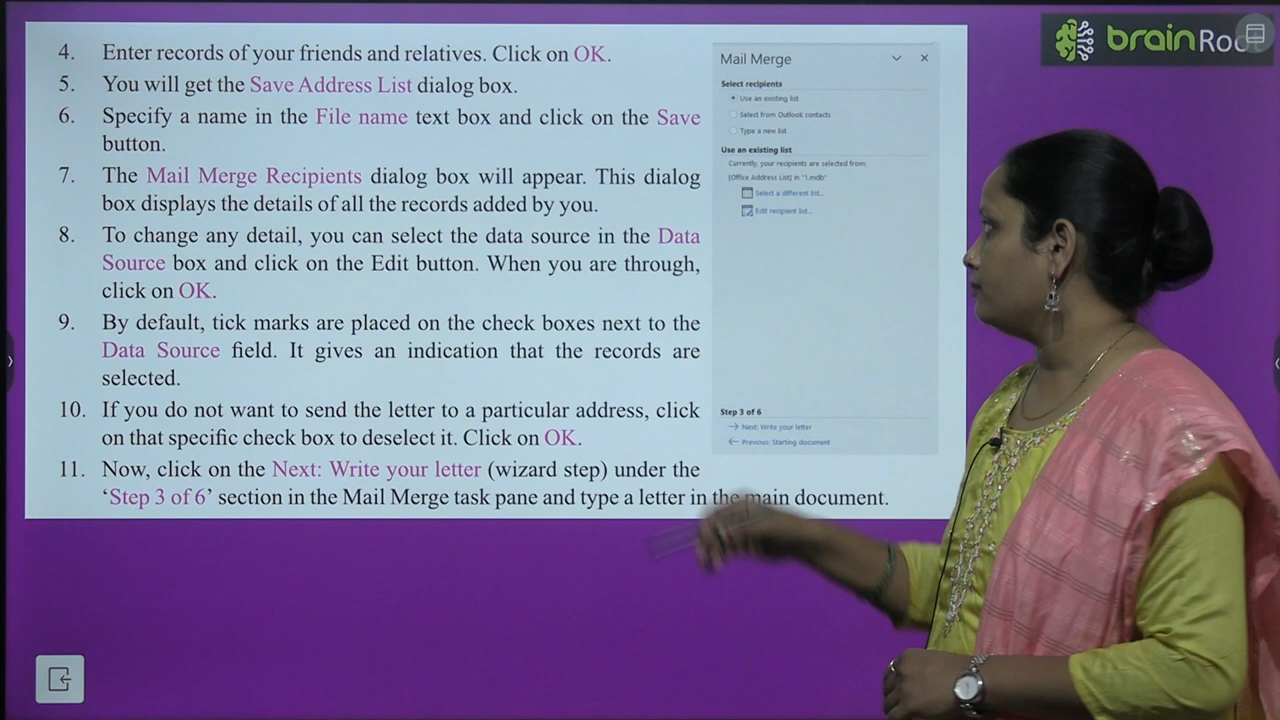 4. Enter records of your friends and relatives. Click on OK.
5. You will get the Save Address List dialog box.
6. Specify a name in the File name text box and click on the Save
button.
7. The Mail Merge Recipients dialog box will appear. This dialog
box displays the details of all the records added by you.
8. To change any detail, you can select the data source in the Data
Source box and click on the Edit button. When you are through,
click on OK.
9. By default, tick marks are placed on the check boxes next to the
Data Source field. It gives an indication that the records are
selected.
10. If you do not want to send the letter to a particular address, click
on that specific check box to deselect it. Click on OK.
11. Now, click on the Next: Write your letter (wizard step) under the
‘Step 3 of 6’ section in the Mail Merge task pane and type a letter in the main document.
Mail Merge
Select recipients
Use an existing list
Select from Outlook contacts
Type a new list
Use an existing list
Currently, your recipients are selected from:
[Office Address List] in "1.mdb"
Select a different list...
Edit recipient list...
Step 3 of 6
Next: Write your letter
Previous: Starting document